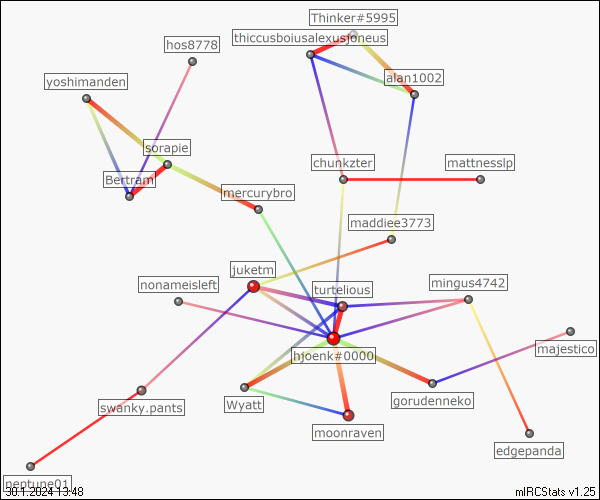 Thinker#5995
thiccusboiusalexusjoneus
hos8778
alan1002
yoshimanden
sorapie
chunkzter
mattnesslp
Bertram
mercurybro
maddiee3773
juketm
nonameisleft
turtelious
mingus4742
hjoenk#0000
majestico
swanky.pants
Wyatt
gorudenneko
moonraven
edgepanda
neptune01
30.1.2024 13:48
mIRCStats v1.25